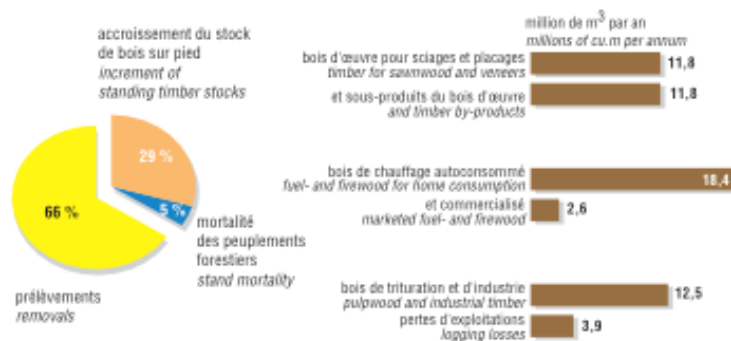 accroissement du stock
de bois sur pied
increment of
standing timber stocks
29 %
5 %
66 %
mortalité
des peuplements
forestiers
stand mortality
prélèvements
removals
million de m³ par an
millions of cu.m per annum
bois d'œuvre pour sciages et placages
timber for sawnwood and veneers
11,8
et sous-produits du bois d'œuvre
and timber by-products
11,8
bois de chauffage autoconsommé
fuel- and firewood for home consumption
18,4
et commercialisé
marketed fuel- and firewood
2,6
bois de trituration et d'industrie
pulpwood and industrial timber
12,5
pertes d'exploitations
logging losses
3,9